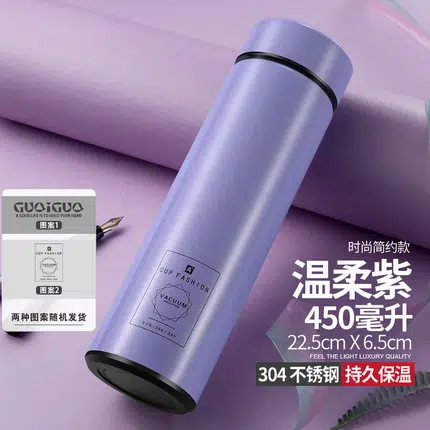 GUOIGUO
A GOOD LIFE IS TO HOLD YOUR HAND
图案1
A
CUP FASHION
VACUUM
图案2
两种图案随机发货
A
CUP FASHION
VACUUM
SUS:304 / Gah
时尚简约款
温柔紫
450毫升
22.5cm X 6.5cm
FEEL THE LIGHT LUXURY QUALITY
304 不锈钢 持久保温